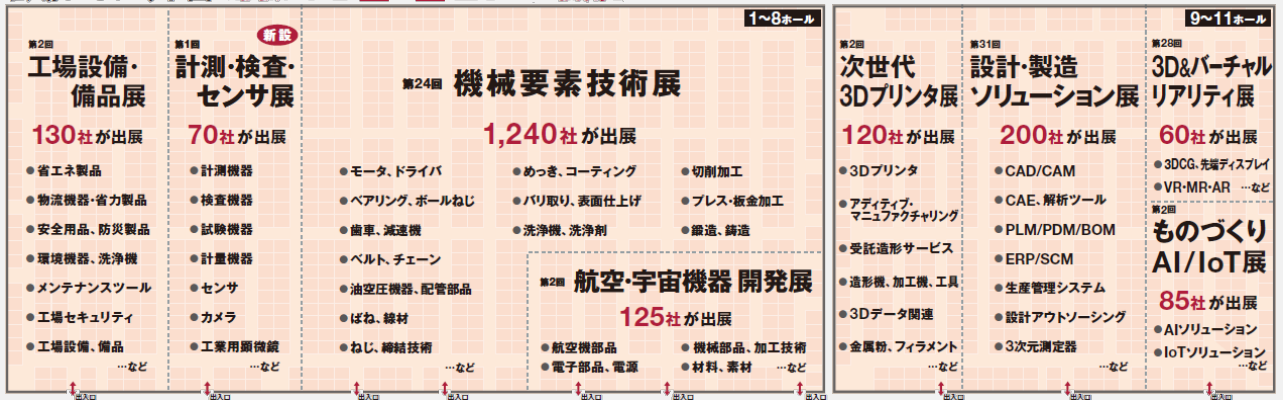 1〜8ホール
第2回
工場設備・
備品展
130社が出展
●省エネ製品
●物流機器・省力製品
●安全用品、防災製品
●環境機器、洗浄機
●メンテナンスツール
●工場セキュリティ
●工場設備、備品
…など
新設
第1回
計測・検査・
センサ展
70社が出展
●計測機器
●検査機器
●試験機器
●計量機器
●センサ
●カメラ
●工業用顕微鏡
…など
第24回 機械要素技術展
1,240社が出展
●モータ、ドライバ
●ベアリング、ボールねじ
●歯車、減速機
●ベルト、チェーン
●油空圧機器、配管部品
●ばね、線材
●ねじ、締結技術
…など
●めっき、コーティング
●バリ取り、表面仕上げ
●洗浄機、洗浄剤
●切削加工
●プレス・板金加工
●鍛造、鋳造
第2回 航空・宇宙機器 開発展
125社が出展
●航空機部品
●電子部品、電源
●機械部品、加工技術
●材料、素材 …など
9〜11ホール
第2回
次世代
3Dプリンタ展
120社が出展
●3Dプリンタ
●アディティブ・
マニュファクチャリング
●受託造形サービス
●造形機、加工機、工具
●3Dデータ関連
●金属粉、フィラメント
…など
第31回
設計・製造
ソリューション展
200社が出展
●CAD/CAM
●CAE、解析ツール
●PLM/PDM/BOM
●ERP/SCM
●生産管理システム
●設計アウトソーシング
●3次元測定器
…など
第28回
3D&バーチャル
リアリティ展
60社が出展
●3DCG、先端ディスプレイ
●VR・MR・AR …など
第2回
ものづくり
AI/IoT展
85社が出展
●AIソリューション
●IoTソリューション
…など
出入口
出入口
出入口
出入口
出入口
出入口
出入口
出入口
出入口
出入口